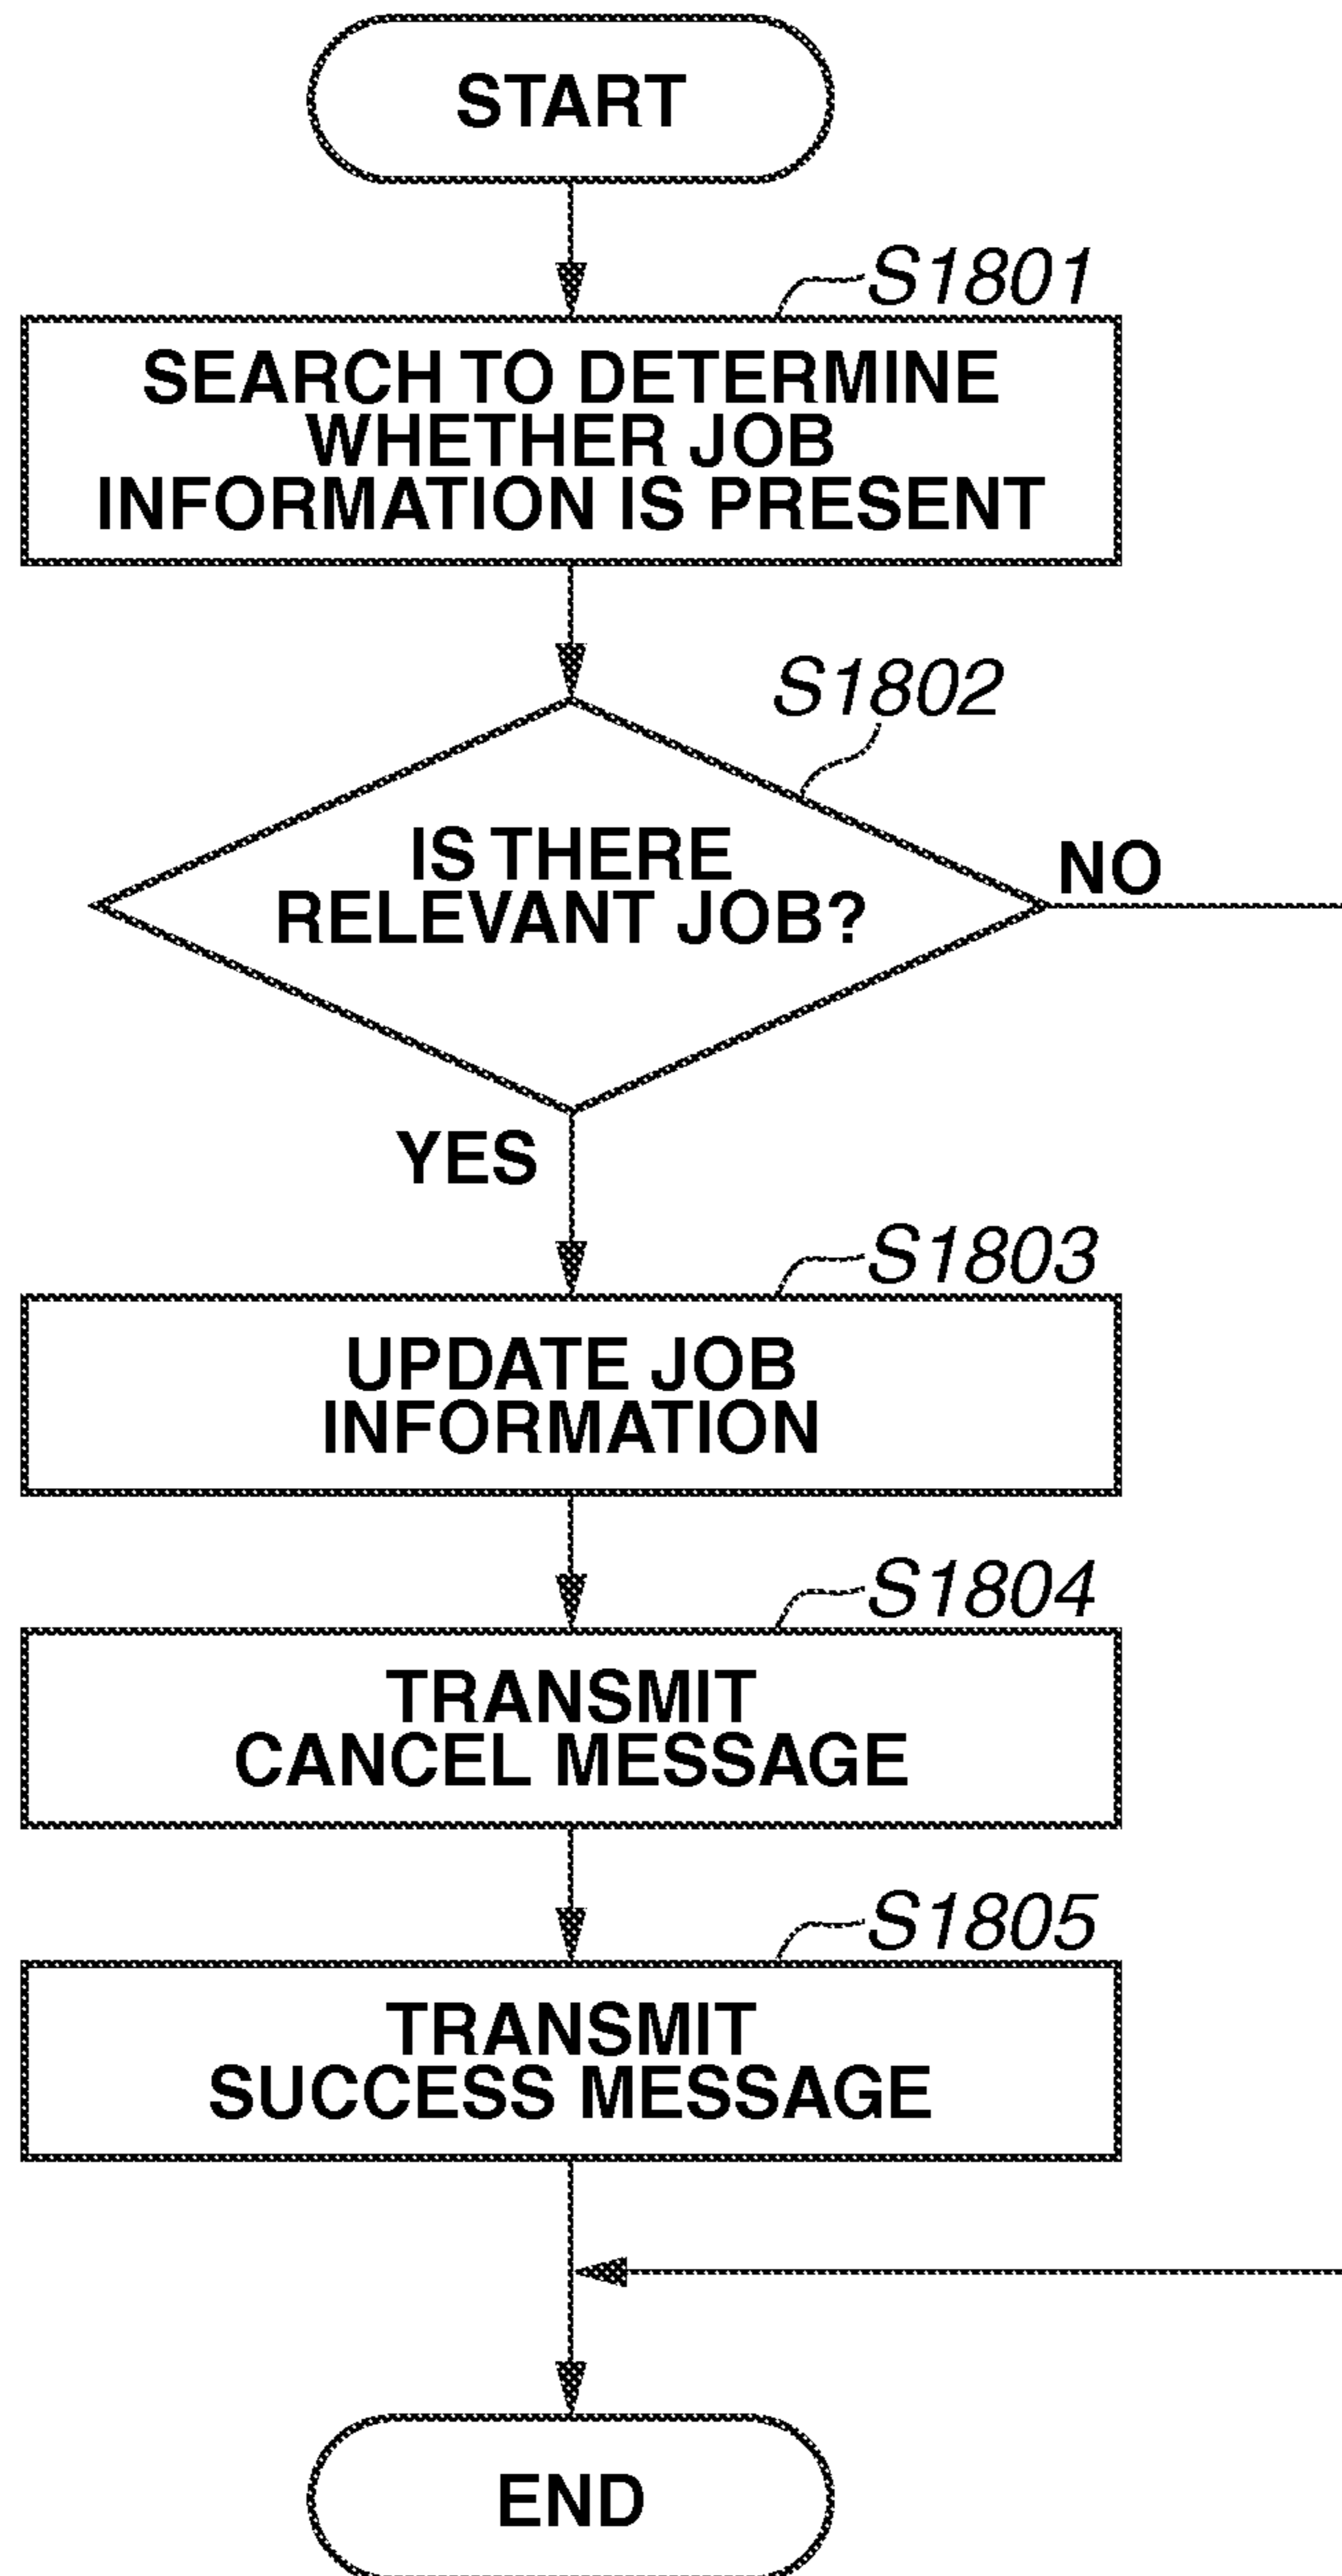 START
S1801
SEARCH TO DETERMINE
WHETHER JOB
INFORMATION IS PRESENT
S1802
IS THERE
RELEVANT JOB?
NO
YES
S1803
UPDATE JOB
INFORMATION
S1804
TRANSMIT
CANCEL MESSAGE
S1805
TRANSMIT
SUCCESS MESSAGE
END